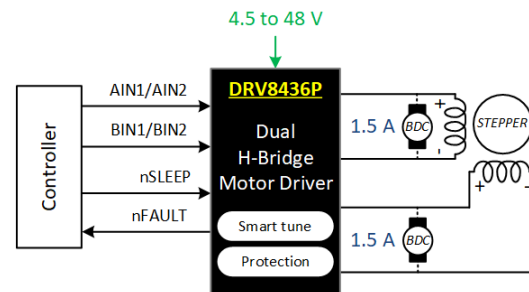 4.5 to 48 V
Controller
AIN1/AIN2
BIN1/BIN2
nSLEEP
nFAULT
DRV8436P
Dual
H-Bridge
Motor Driver
Smart tune
Protection
1.5 A
BDC
+
-
STEPPER
+
-
1.5 A
BDC